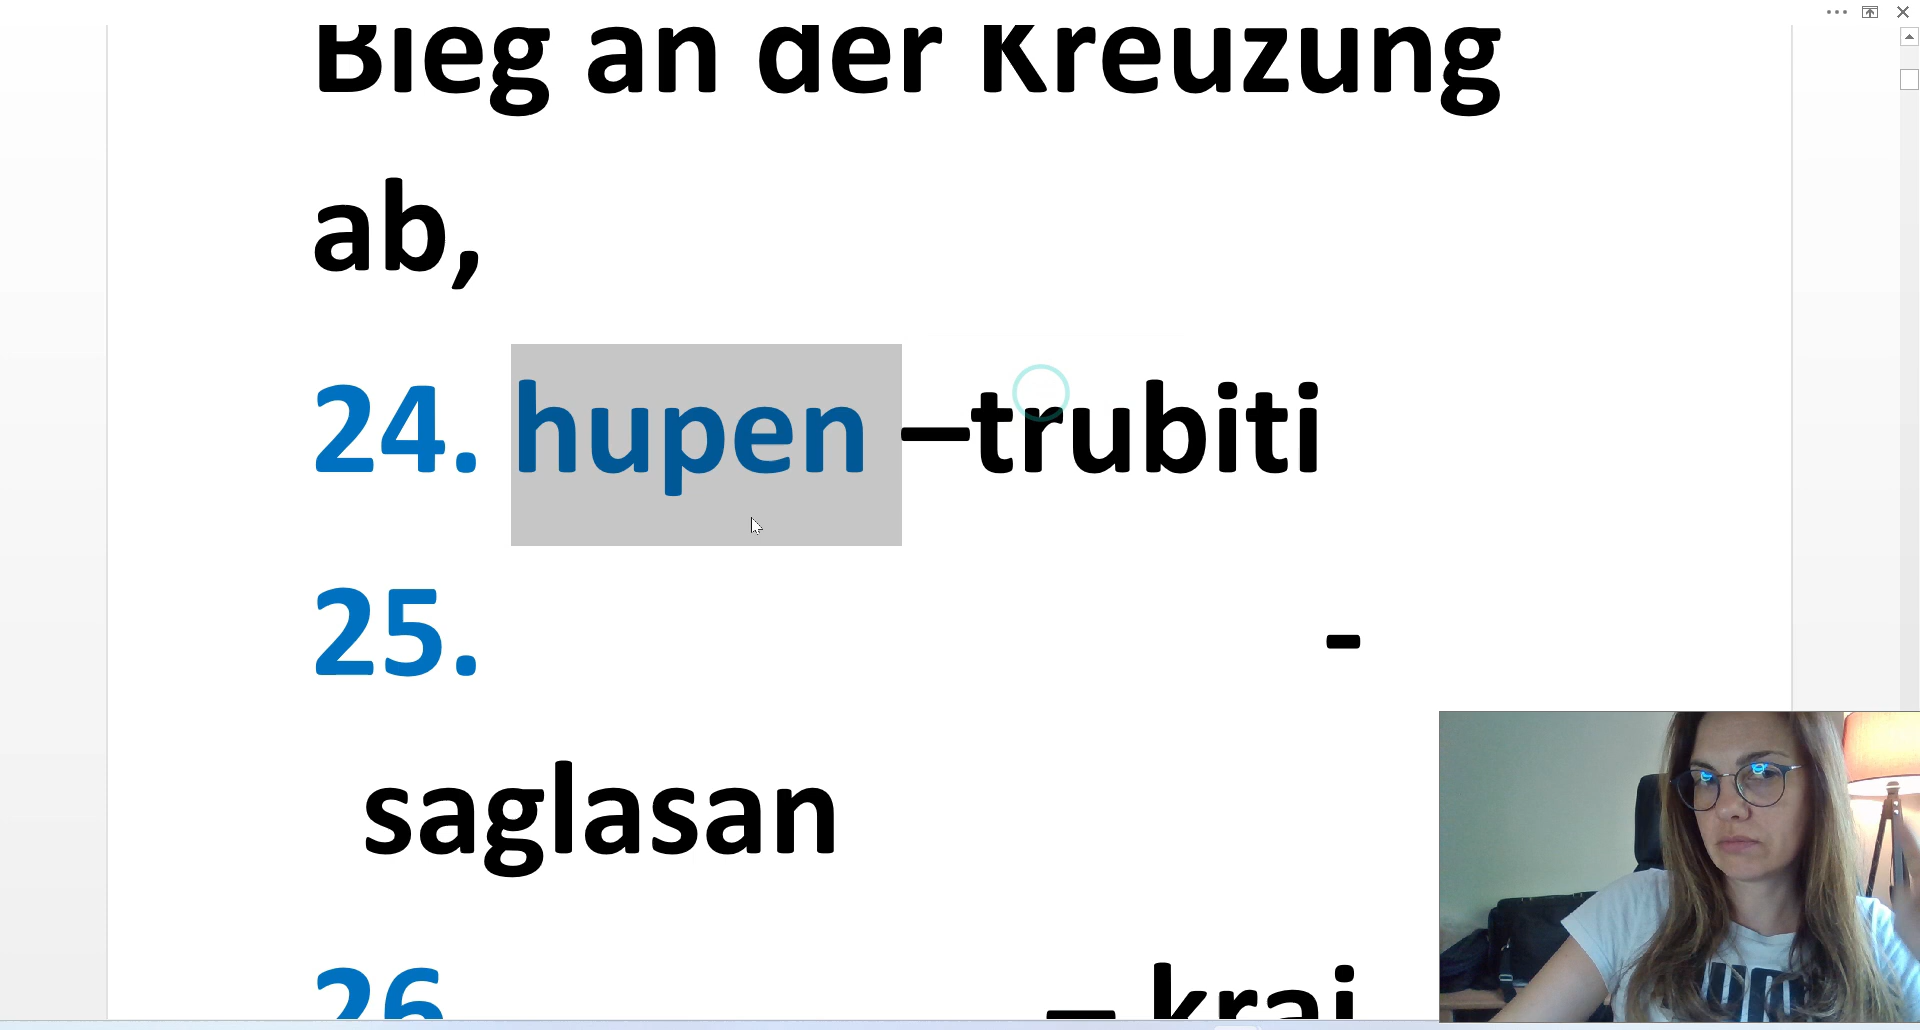 Bieg an der Kreuzung
ab,
24. hupen –trubiti
25. -
saglasan
26 – kraj